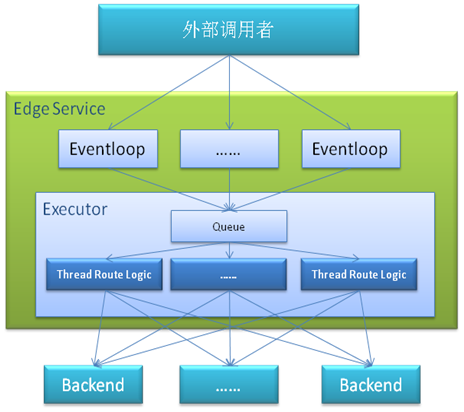 外部调用者
Edge Service
Eventloop
……
Eventloop
Executor
Queue
Thread Route Logic
……
Thread Route Logic
Backend
……
Backend